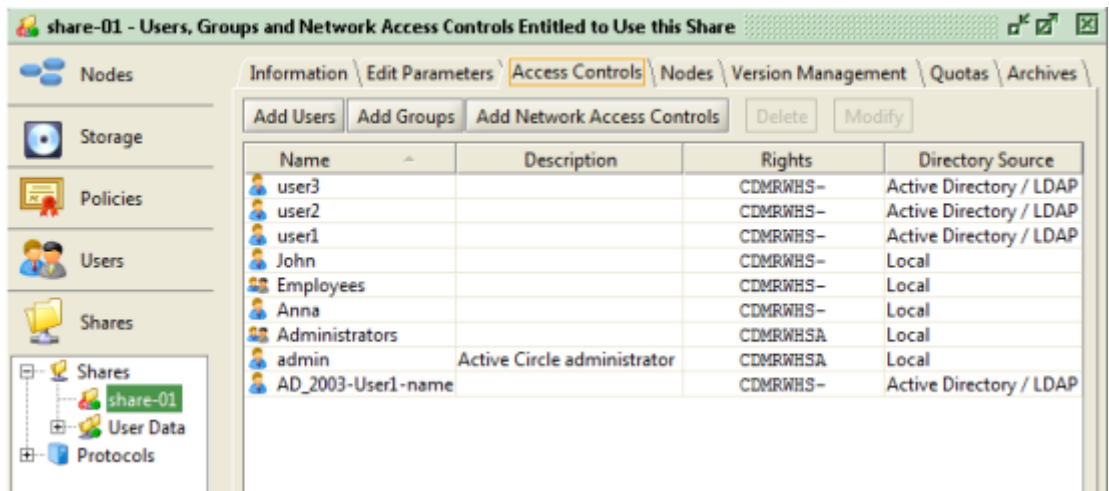 share-01 - Users, Groups and Network Access Controls Entitled to Use this Share
Nodes
Storage
Policies
Users
Shares
Shares
share-01
User Data
Protocols
Information Edit Parameters Access Controls Nodes Version Management Quotas Archives
Add Users Add Groups Add Network Access Controls Delete Modify
Name Description Rights Directory Source
user3 CDMRWHS- Active Directory / LDAP
user2 CDMRWHS- Active Directory / LDAP
user1 CDMRWHS- Active Directory / LDAP
John CDMRWHS- Local
Employees CDMRWHS- Local
Anna CDMRWHS- Local
Administrators CDMRWHSA Local
admin Active Circle administrator CDMRWHSA Local
AD_2003-User1-name CDMRWHS- Active Directory / LDAP